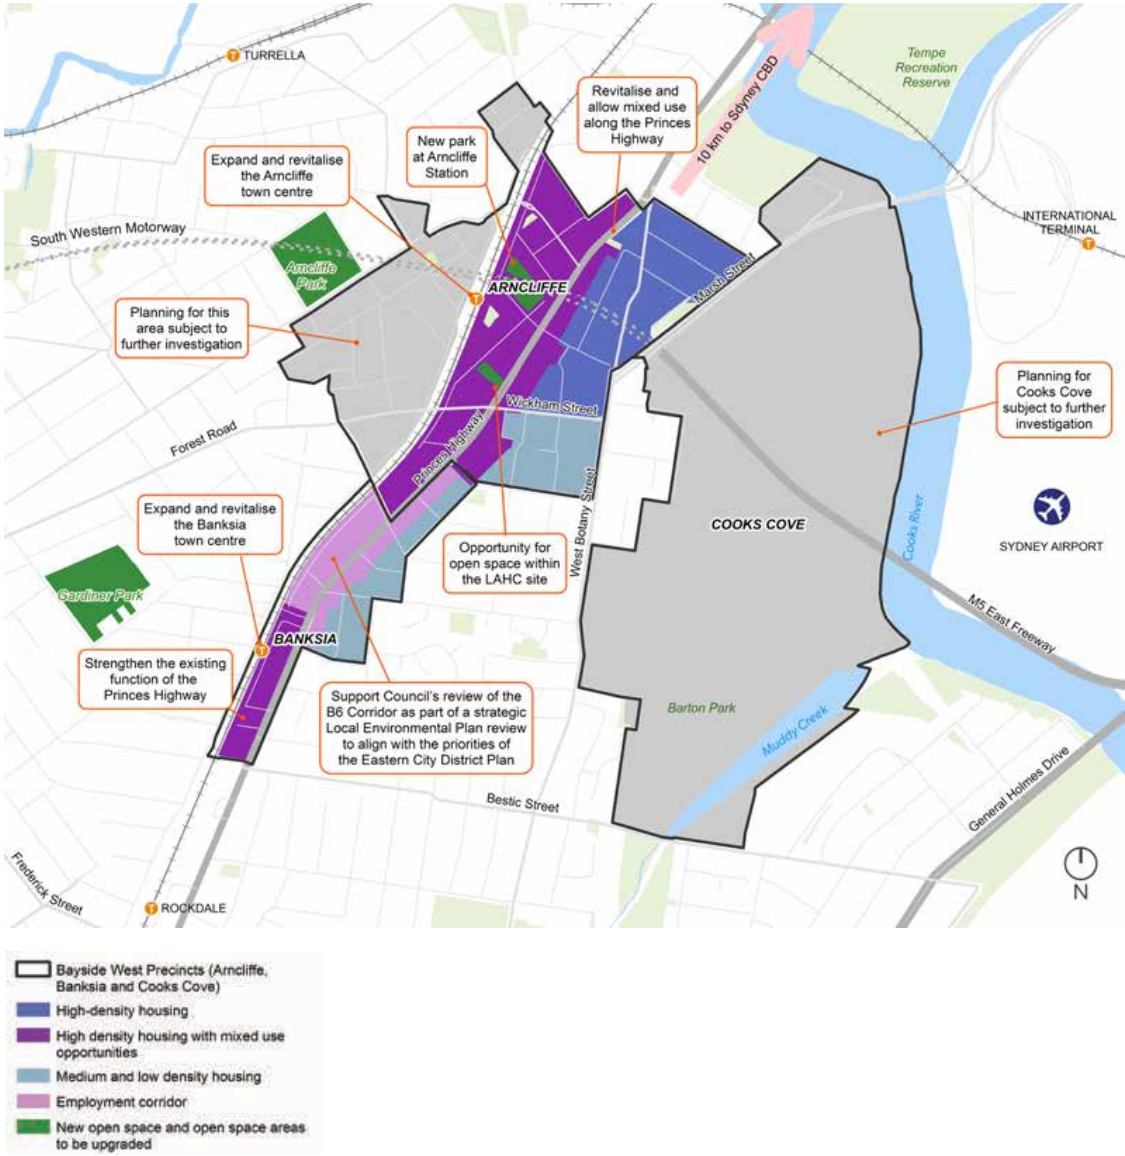 TURRELLA
Tempe
Recreation
Reserve
10 km to Sdyney CBD
Revitalise and
allow mixed use
along the Princes
Highway
New park
at Arncliffe
Station
Expand and revitalise
the Arncliffe
town centre
South Western Motorway
INTERNATIONAL
TERMINAL
Arncliffe
Park
ARNCLIFFE
Marsh Street
Planning for this
area subject to
further investigation
Planning for
Cooks Cove
subject to further
investigation
Wickham Street
Forest Road
Princes Highway
Expand and revitalise
the Banksia
town centre
West Botany Street
COOKS COVE
Cooks River
SYDNEY AIRPORT
Opportunity for
open space within
the LAHC site
Gardiner Park
M5 East Freeway
BANKSIA
Strengthen the existing
function of the
Princes Highway
Support Council's review of the
B6 Corridor as part of a strategic
Local Environmental Plan review
to align with the priorities of
the Eastern City District Plan
Barton Park
Muddy Creek
General Holmes Drive
Bestic Street
Frederick Street
N
ROCKDALE
Bayside West Precincts (Arncliffe,
Banksia and Cooks Cove)
High-density housing
High density housing with mixed use
opportunities
Medium and low density housing
Employment corridor
New open space and open space areas
to be upgraded